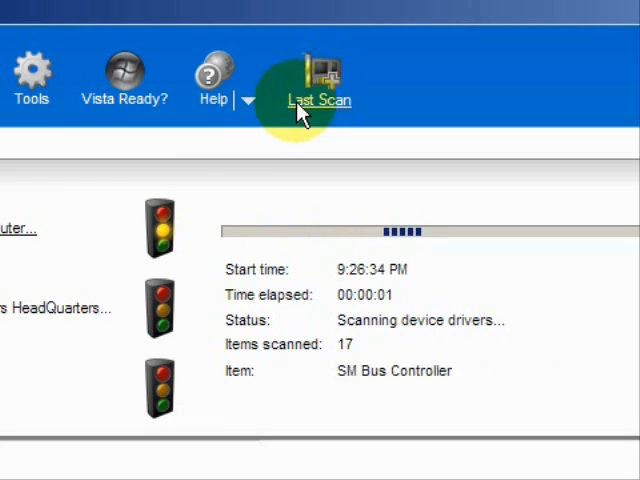 Tools
Vista Ready?
Help
Last Scan
uter...
s HeadQuarters...
Start time: 9:26:34 PM
Time elapsed: 00:00:01
Status: Scanning device drivers...
Items scanned: 17
Item: SM Bus Controller